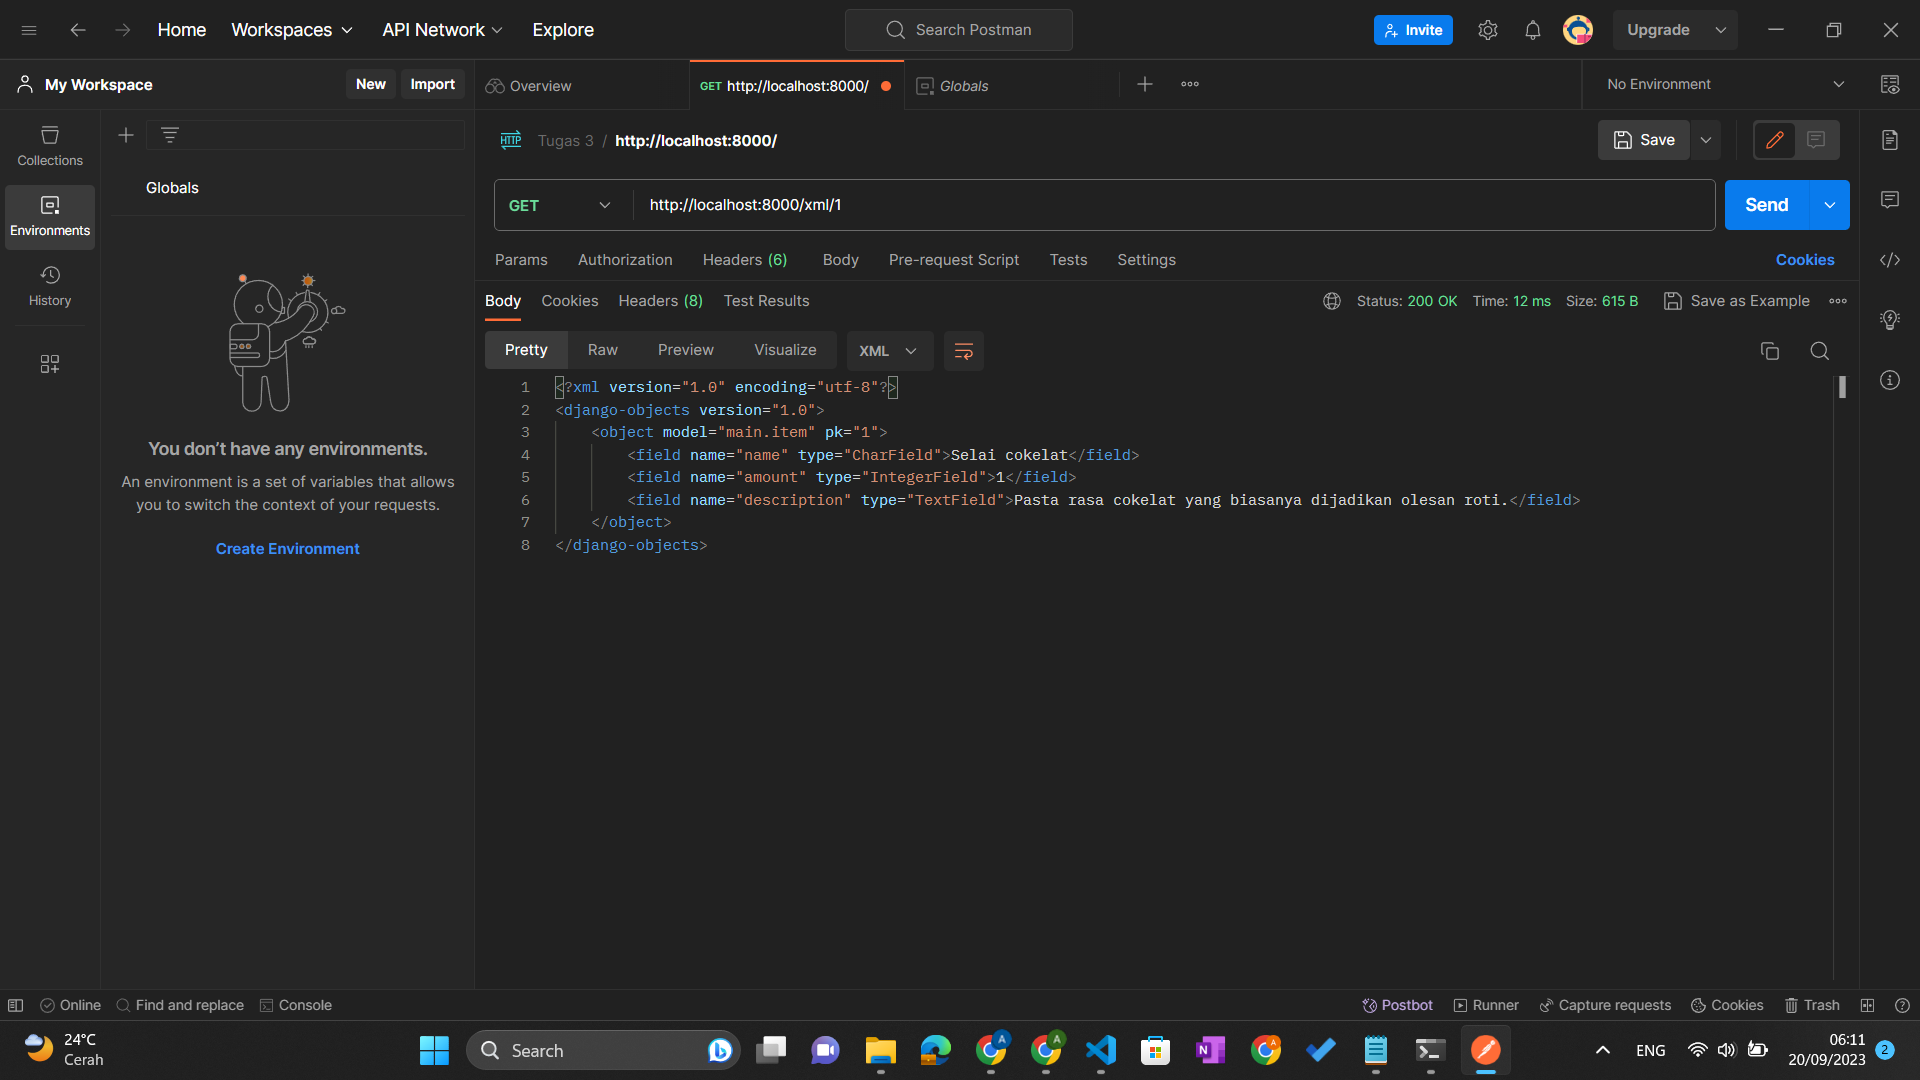 Home Workspaces API Network Explore Search Postman Invite Upgrade
My Workspace New Import Overview GET http://localhost:8000/ Globals No Environment
Collections
Environments
History
Globals
You don’t have any environments.
An environment is a set of variables that allows
you to switch the context of your requests.
Create Environment
HTTP Tugas 3 / http://localhost:8000/ Save
GET http://localhost:8000/xml/1 Send
Params Authorization Headers (6) Body Pre-request Script Tests Settings Cookies
Body Cookies Headers (8) Test Results Status: 200 OK Time: 12 ms Size: 615 B Save as Example
Pretty Raw Preview Visualize XML
1 <?xml version="1.0" encoding="utf-8"?>
2 <django-objects version="1.0">
3 <object model="main.item" pk="1">
4 <field name="name" type="CharField">Selai cokelat</field>
5 <field name="amount" type="IntegerField">1</field>
6 <field name="description" type="TextField">Pasta rasa cokelat yang biasanya dijadikan olesan roti.</field>
7 </object>
8 </django-objects>
Online Find and replace Console Postbot Runner Capture requests Cookies Trash
24°C
Cerah
Search
A
A
N
A
ENG
06:11
20/09/2023
2